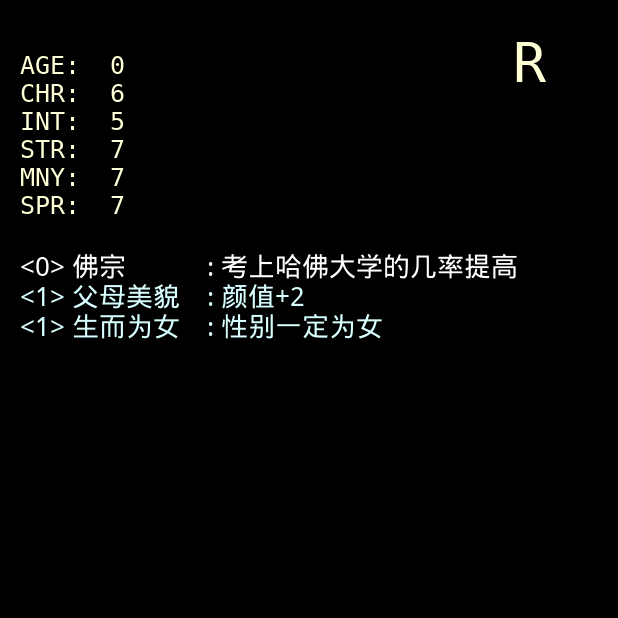 R
AGE: 0
CHR: 6
INT: 5
STR: 7
MNY: 7
SPR: 7
<0> 佛宗 : 考上哈佛大学的几率提高
<1> 父母美貌 : 颜值+2
<1> 生而为女 : 性别一定为女